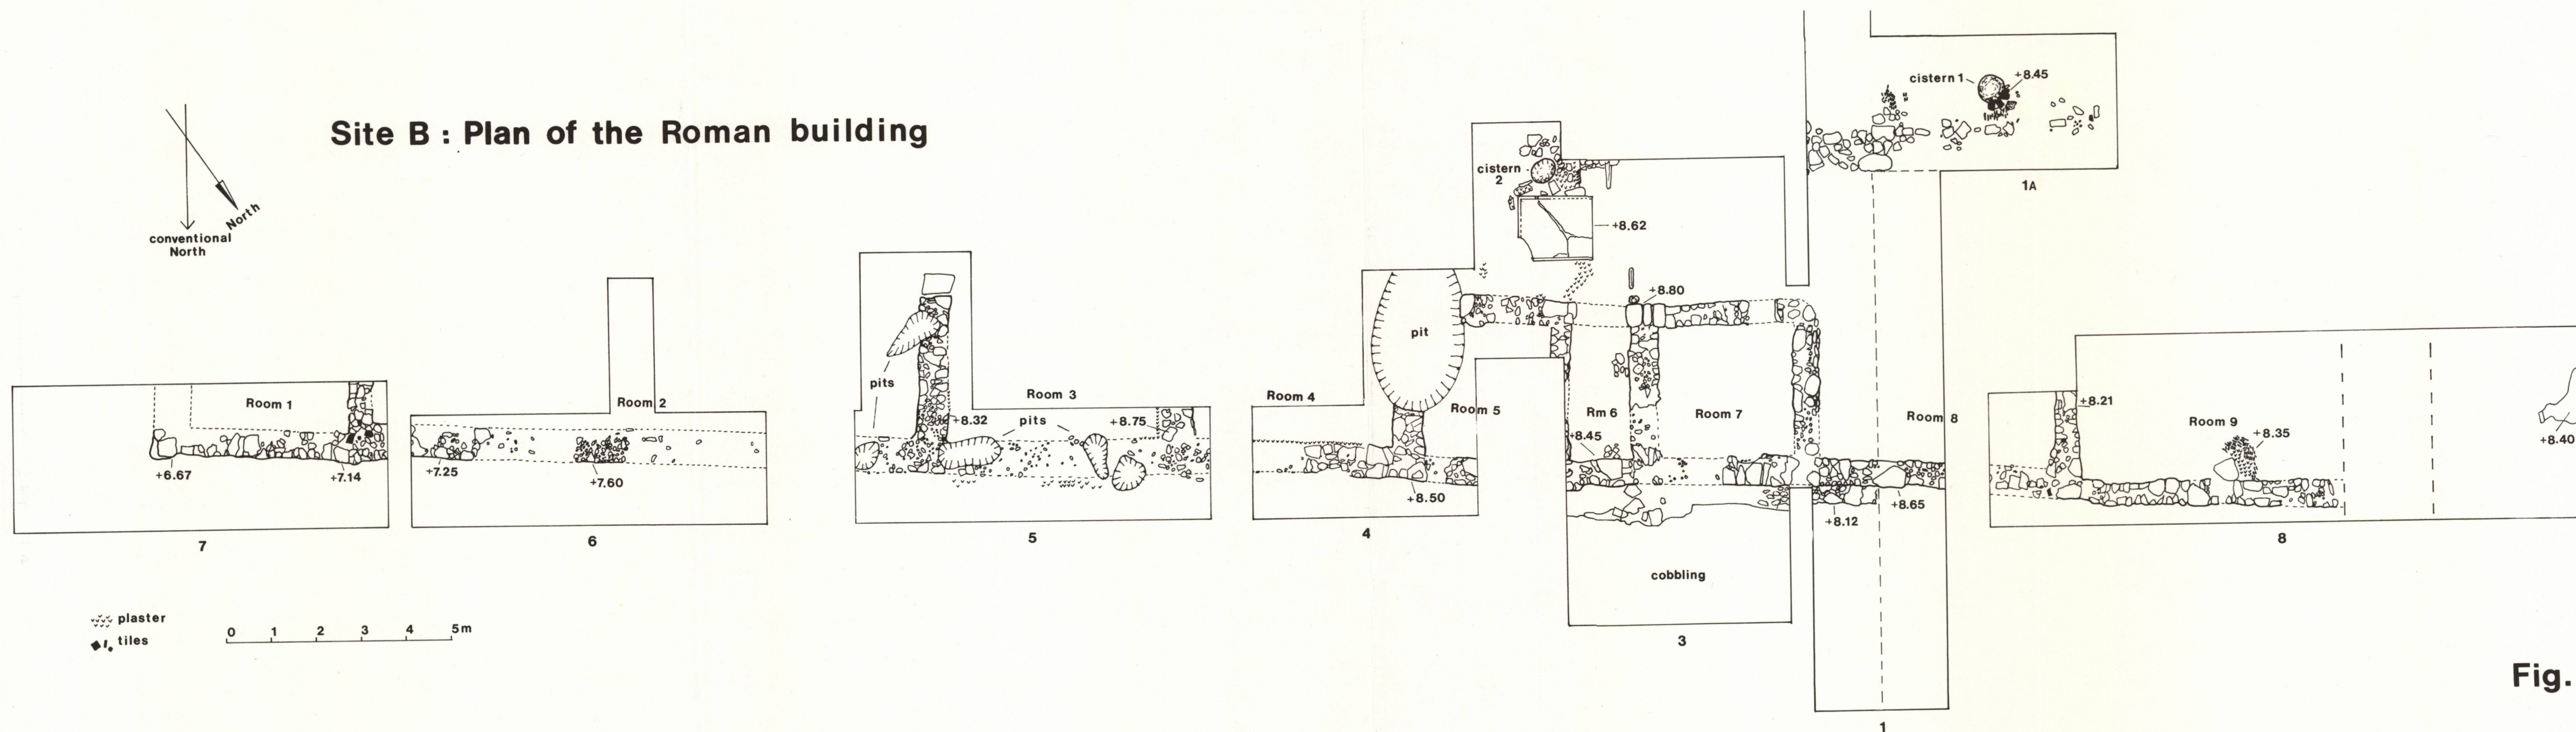 Site B : Plan of the Roman building
North
conventional
North
Room 1
+6.67
+7.14
7
Room 2
+7.25
+7.60
6
pits
Room 3
+8.32
pits
+8.75
5
Room 4
pit
Room 5
+8.50
4
cistern
2
+8.62
+8.80
Rm 6
Room 7
+8.45
cobbling
3
cistern 1
+8.45
1A
Room 8
+8.65
+8.12
1
+8.21
Room 9
+8.35
+8.40
8
plaster
tiles
0 1 2 3 4 5m
Fig.